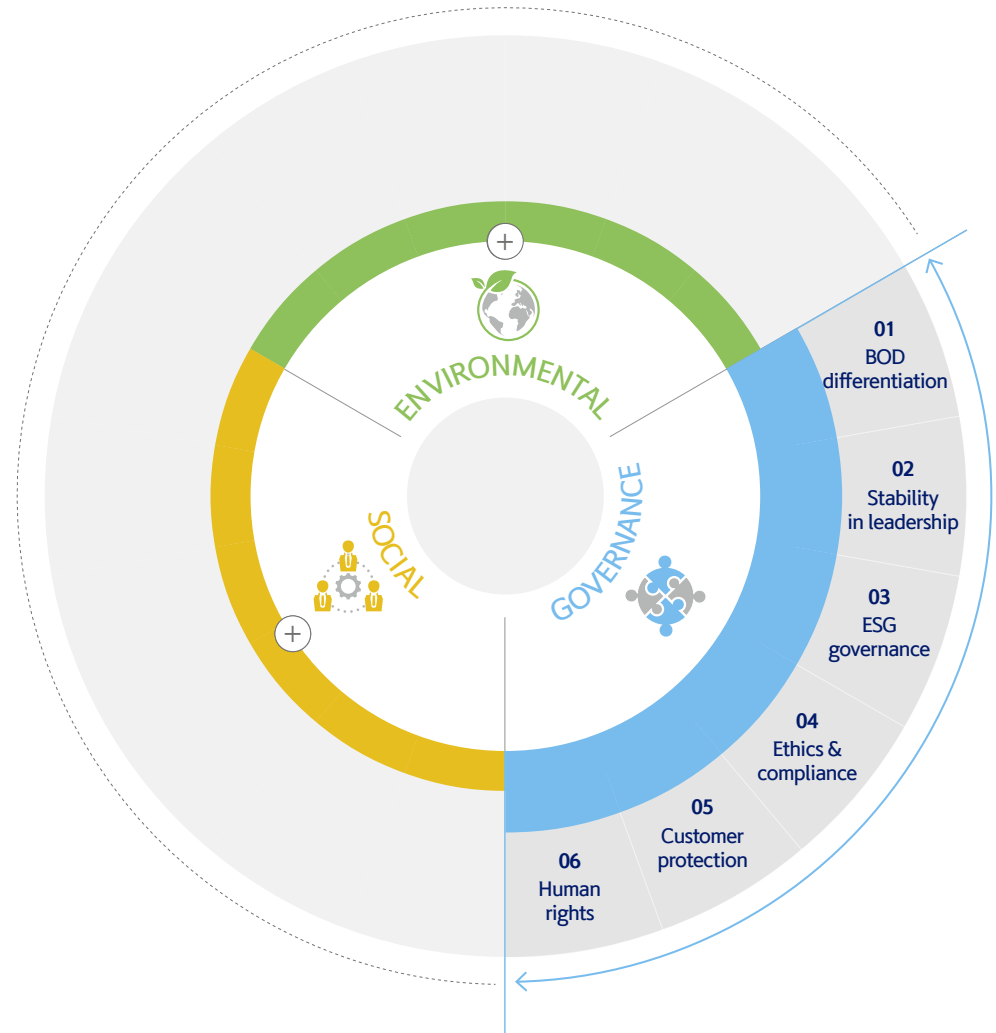 ENVIRONMENTAL
SOCIAL
GOVERNANCE
01
BOD
differentiation
02
Stability
in leadership
03
ESG
governance
04
Ethics &
compliance
05
Customer
protection
06
Human
rights